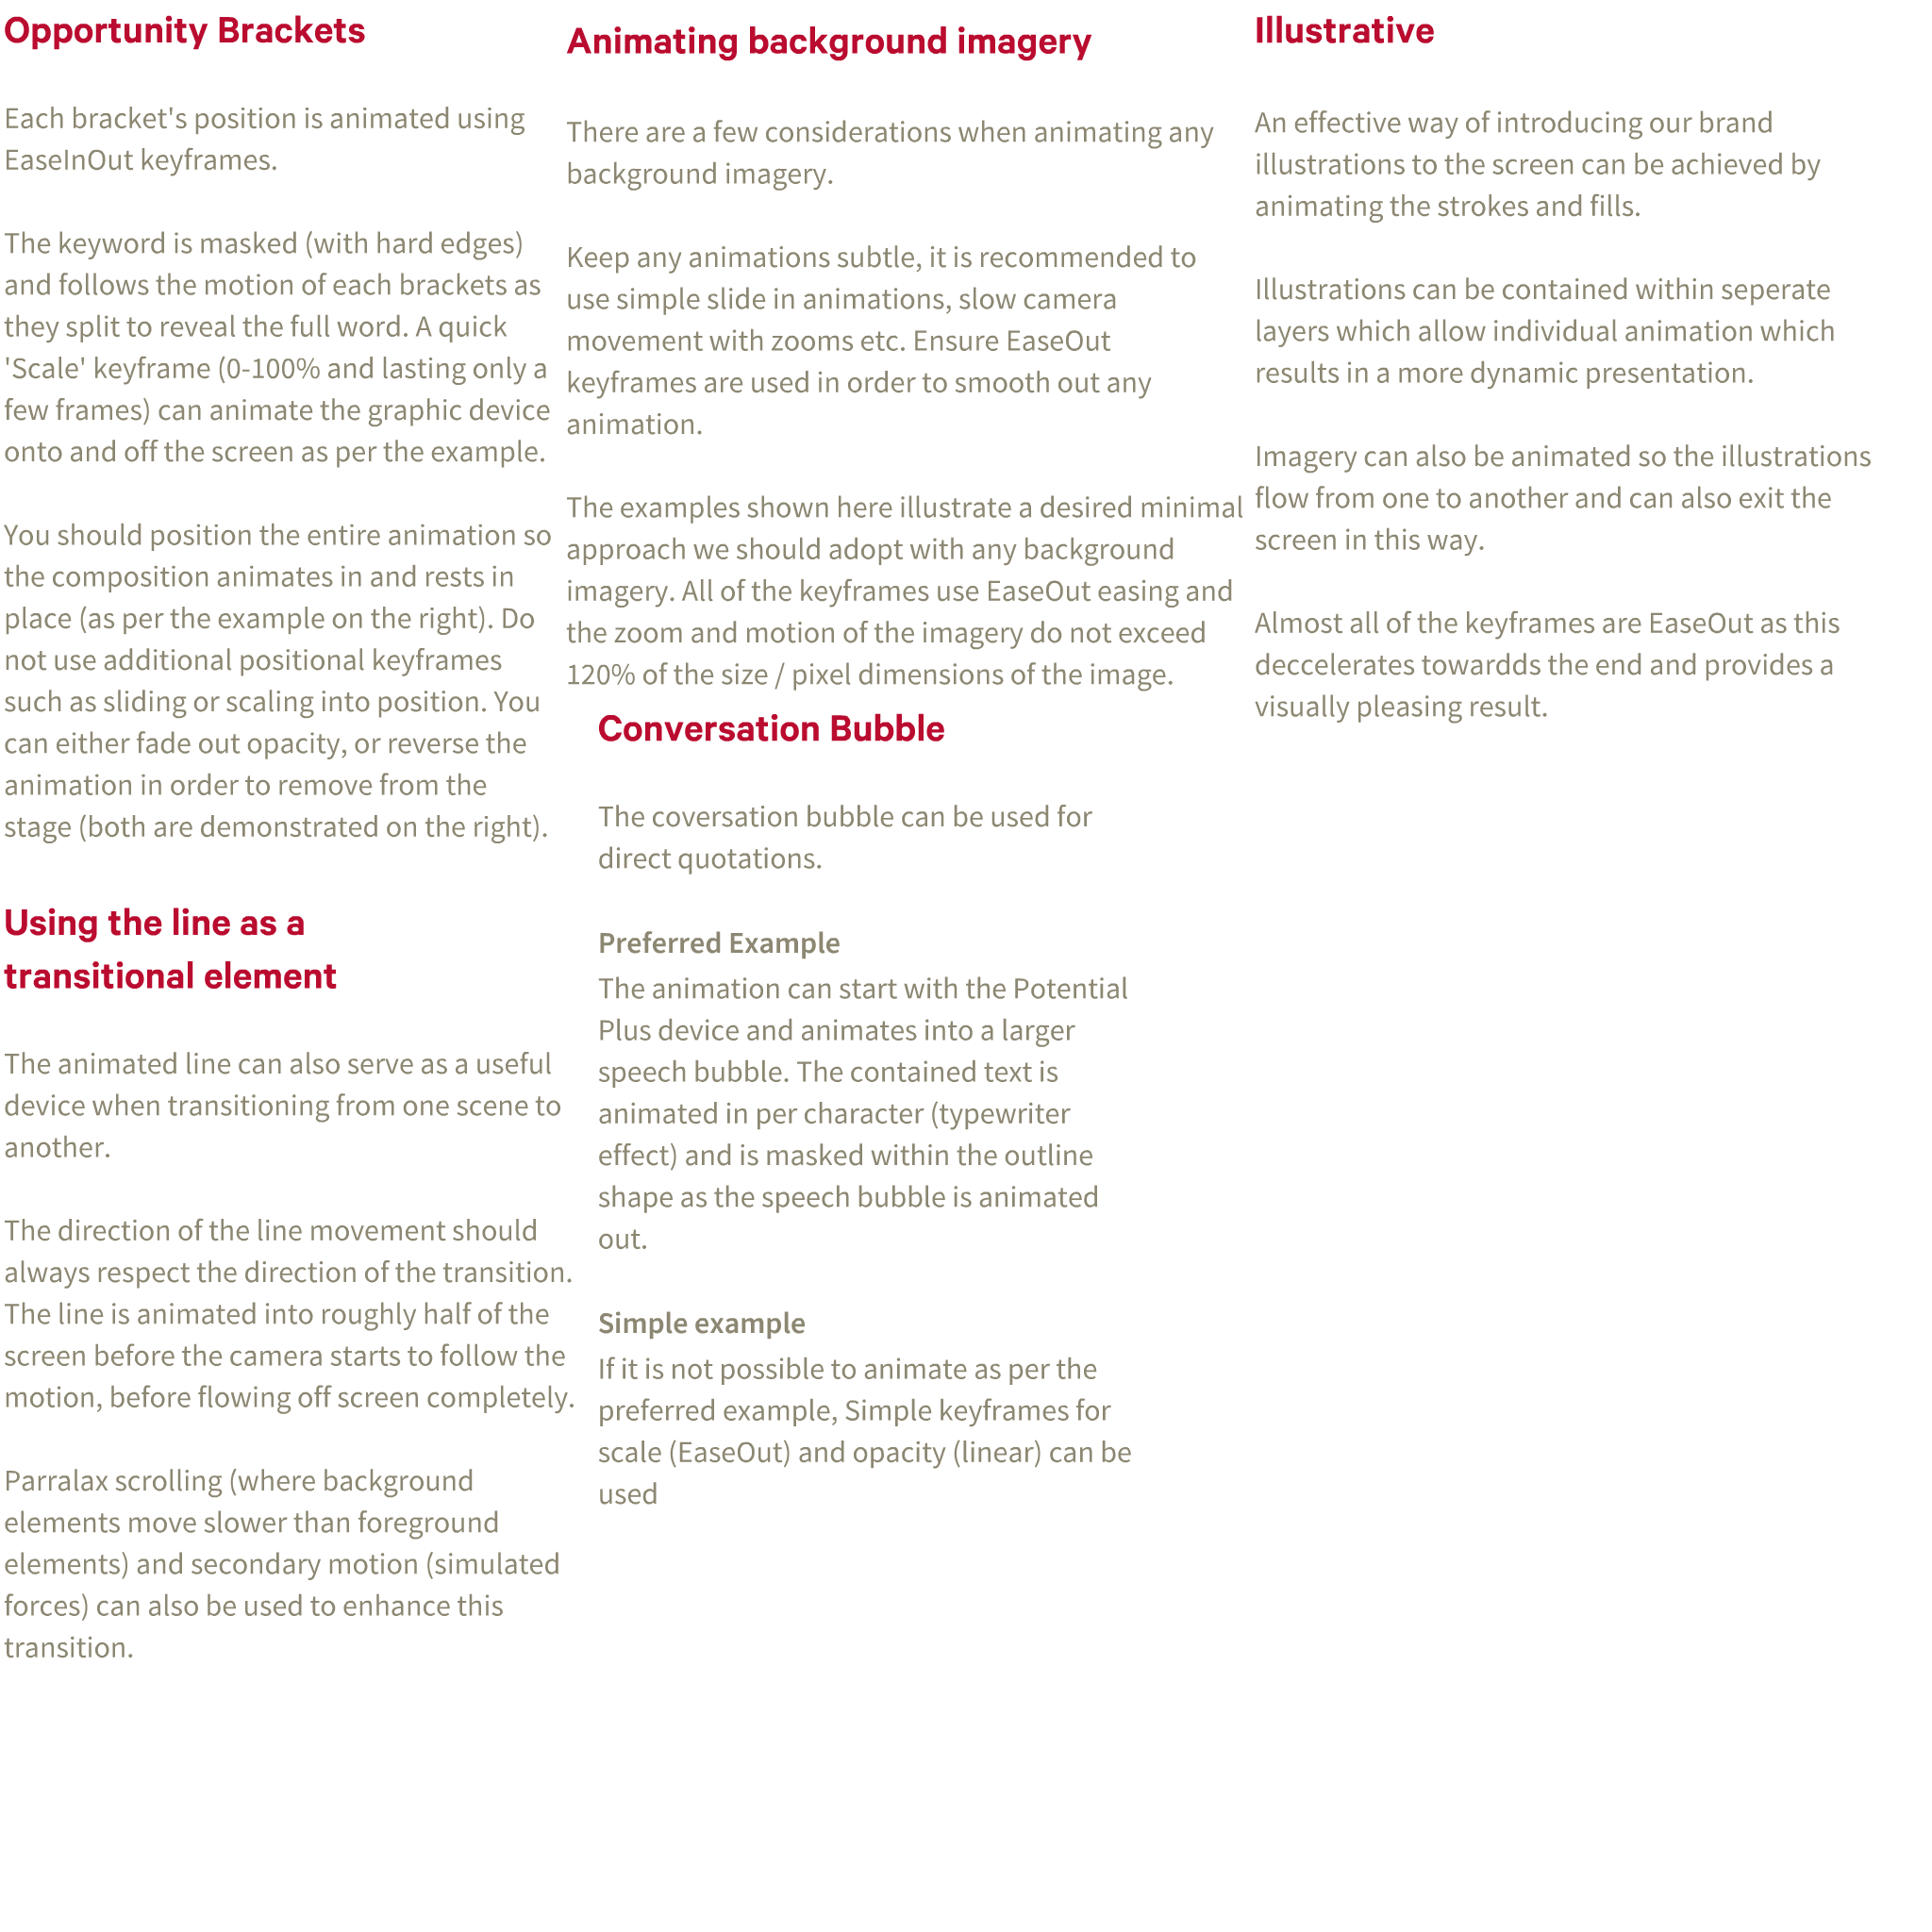 Opportunity Brackets
Each bracket's position is animated using
EaseInOut keyframes.
The keyword is masked (with hard edges)
and follows the motion of each brackets as
they split to reveal the full word. A quick
'Scale' keyframe (0-100% and lasting only a
few frames) can animate the graphic device
onto and off the screen as per the example.
You should position the entire animation so
the composition animates in and rests in
place (as per the example on the right). Do
not use additional positional keyframes
such as sliding or scaling into position. You
can either fade out opacity, or reverse the
animation in order to remove from the
stage (both are demonstrated on the right).
Using the line as a
transitional element
The animated line can also serve as a useful
device when transitioning from one scene to
another.
The direction of the line movement should
always respect the direction of the transition.
The line is animated into roughly half of the
screen before the camera starts to follow the
motion, before flowing off screen completely.
Parralax scrolling (where background
elements move slower than foreground
elements) and secondary motion (simulated
forces) can also be used to enhance this
transition.
Animating background imagery
There are a few considerations when animating any
background imagery.
Keep any animations subtle, it is recommended to
use simple slide in animations, slow camera
movement with zooms etc. Ensure EaseOut
keyframes are used in order to smooth out any
animation.
The examples shown here illustrate a desired minimal
approach we should adopt with any background
imagery. All of the keyframes use EaseOut easing and
the zoom and motion of the imagery do not exceed
120% of the size / pixel dimensions of the image.
Conversation Bubble
The coversation bubble can be used for
direct quotations.
Preferred Example
The animation can start with the Potential
Plus device and animates into a larger
speech bubble. The contained text is
animated in per character (typewriter
effect) and is masked within the outline
shape as the speech bubble is animated
out.
Simple example
If it is not possible to animate as per the
preferred example, Simple keyframes for
scale (EaseOut) and opacity (linear) can be
used
Illustrative
An effective way of introducing our brand
illustrations to the screen can be achieved by
animating the strokes and fills.
Illustrations can be contained within seperate
layers which allow individual animation which
results in a more dynamic presentation.
Imagery can also be animated so the illustrations
flow from one to another and can also exit the
screen in this way.
Almost all of the keyframes are EaseOut as this
deccelerates towardds the end and provides a
visually pleasing result.